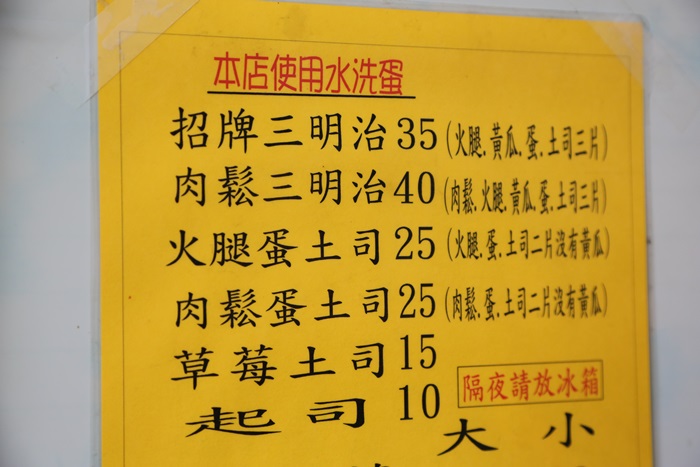 本店使用水洗蛋
招牌三明治35(火腿.黃瓜.蛋.土司三片)
肉鬆三明治40(肉鬆.火腿.黃瓜.蛋.土司三片)
火腿蛋土司25(火腿.蛋.土司二片沒有黃瓜)
肉鬆蛋土司25(肉鬆.蛋.土司二片沒有黃瓜)
草莓土司15
隔夜請放冰箱
起司10
大 小